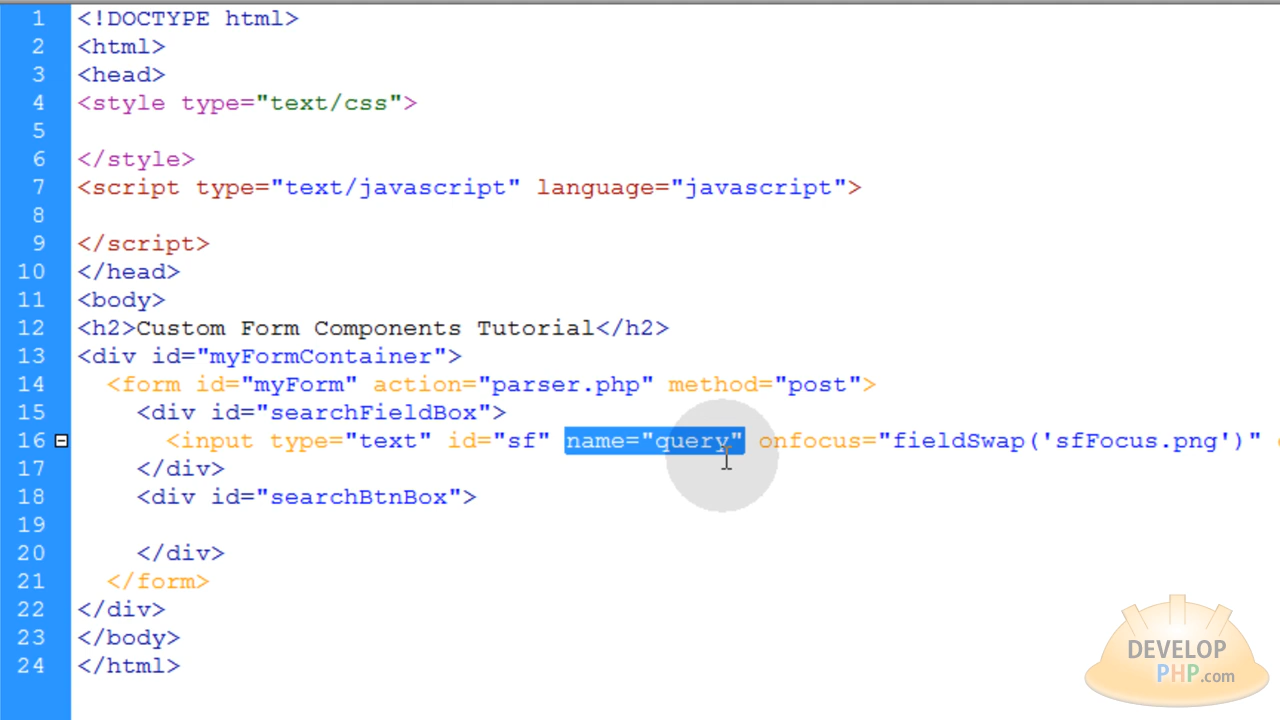 1 <!DOCTYPE html>
2 <html>
3 <head>
4 <style type="text/css">
5
6 </style>
7 <script type="text/javascript" language="javascript">
8
9 </script>
10 </head>
11 <body>
12 <h2>Custom Form Components Tutorial</h2>
13 <div id="myFormContainer">
14   <form id="myForm" action="parser.php" method="post">
15     <div id="searchFieldBox">
16       <input type="text" id="sf" name="query" onfocus="fieldSwap('sfFocus.png')"
17     </div>
18     <div id="searchBtnBox">
19
20     </div>
21   </form>
22 </div>
23 </body>
24 </html>
DEVELOP
PHP.com